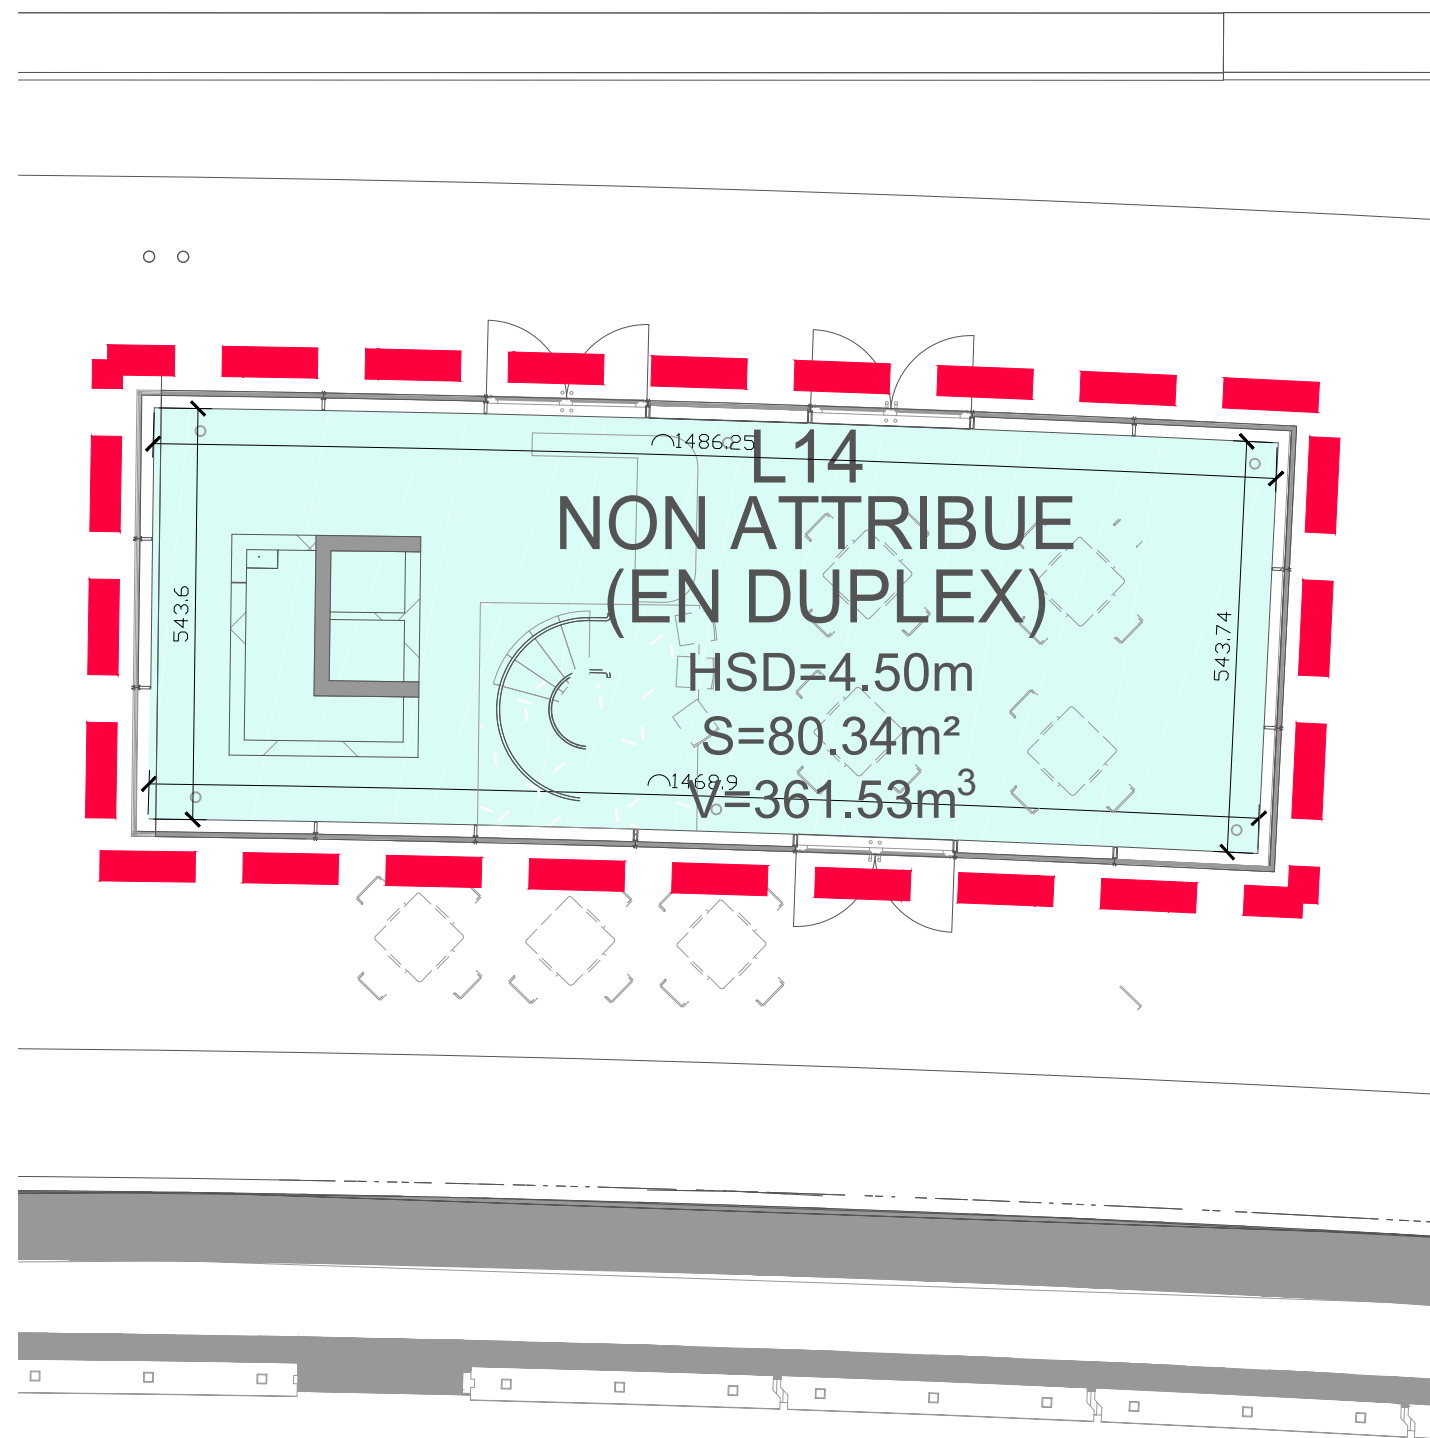 ⌒1486.25
L14
NON ATTRIBUE
(EN DUPLEX)
543.6
543.74
HSD=4.50m
S=80.34m²
⌒1468.9
V=361.53m³